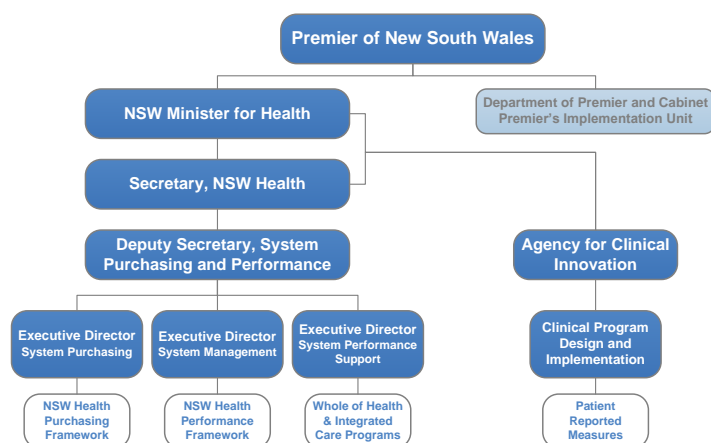 Premier of New South Wales
NSW Minister for Health
Department of Premier and Cabinet
Premier's Implementation Unit
Secretary, NSW Health
Deputy Secretary, System
Purchasing and Performance
Agency for Clinical
Innovation
Executive Director
System Purchasing
Executive Director
System Management
Executive Director
System Performance
Support
Clinical Program
Design and
Implementation
NSW Health
Purchasing
Framework
NSW Health
Performance
Framework
Whole of Health
& Integrated
Care Programs
Patient
Reported
Measures